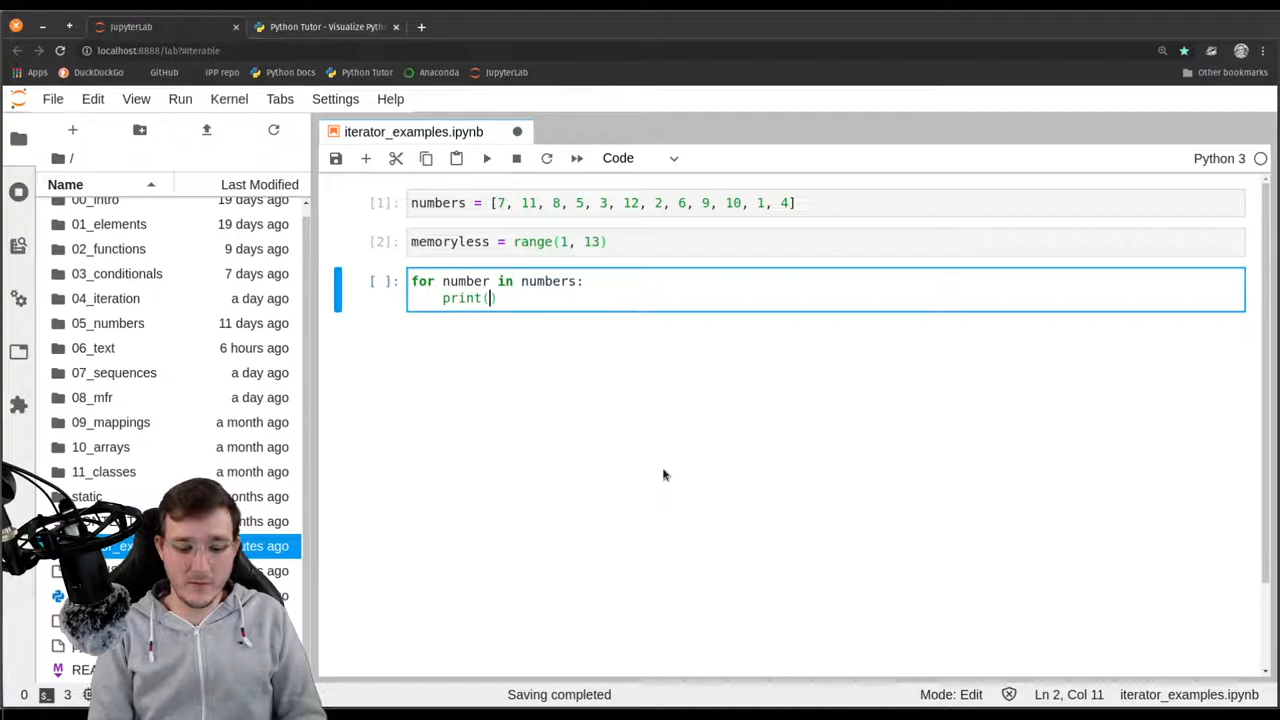 JupyterLab
Python Tutor - Visualize Pyth
localhost:8888/lab?#Iterable
Apps DuckDuckGo GitHub IPP repo Python Docs Python Tutor Anaconda JupyterLab Other bookmarks
File Edit View Run Kernel Tabs Settings Help
iterator_examples.ipynb
/
Code
Python 3
Name Last Modified
00_intro 19 days ago
01_elements 19 days ago
02_functions 9 days ago
03_conditionals 7 days ago
04_iteration a day ago
05_numbers 11 days ago
06_text 6 hours ago
07_sequences a day ago
08_mfr a day ago
09_mappings a month ago
10_arrays a month ago
11_classes a month ago
static
ago
REA
[1]: numbers = [7, 11, 8, 5, 3, 12, 2, 6, 9, 10, 1, 4]
[2]: memoryless = range(1, 13)
[ ]: for number in numbers:
print()
0 3 Saving completed Mode: Edit Ln 2, Col 11 iterator_examples.ipynb